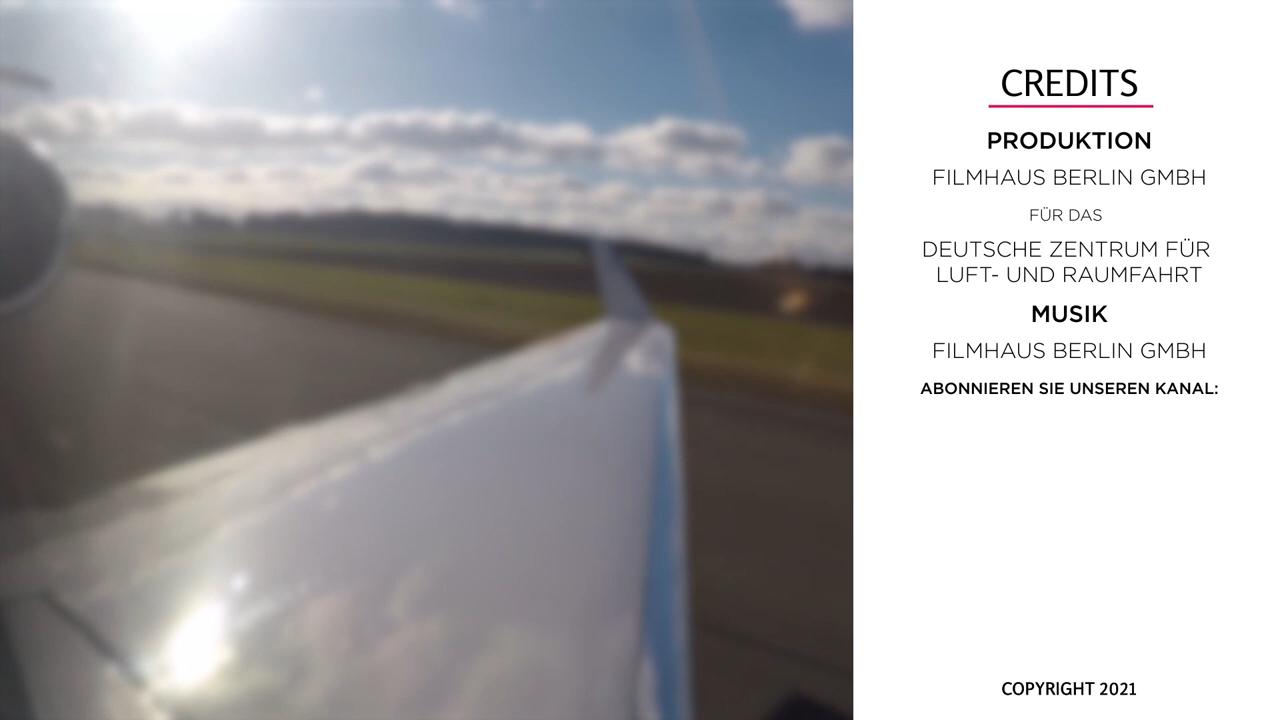 CREDITS
PRODUKTION
FILMHAUS BERLIN GMBH
FÜR DAS
DEUTSCHE ZENTRUM FÜR
LUFT- UND RAUMFAHRT
MUSIK
FILMHAUS BERLIN GMBH
ABONNIEREN SIE UNSEREN KANAL:
COPYRIGHT 2021